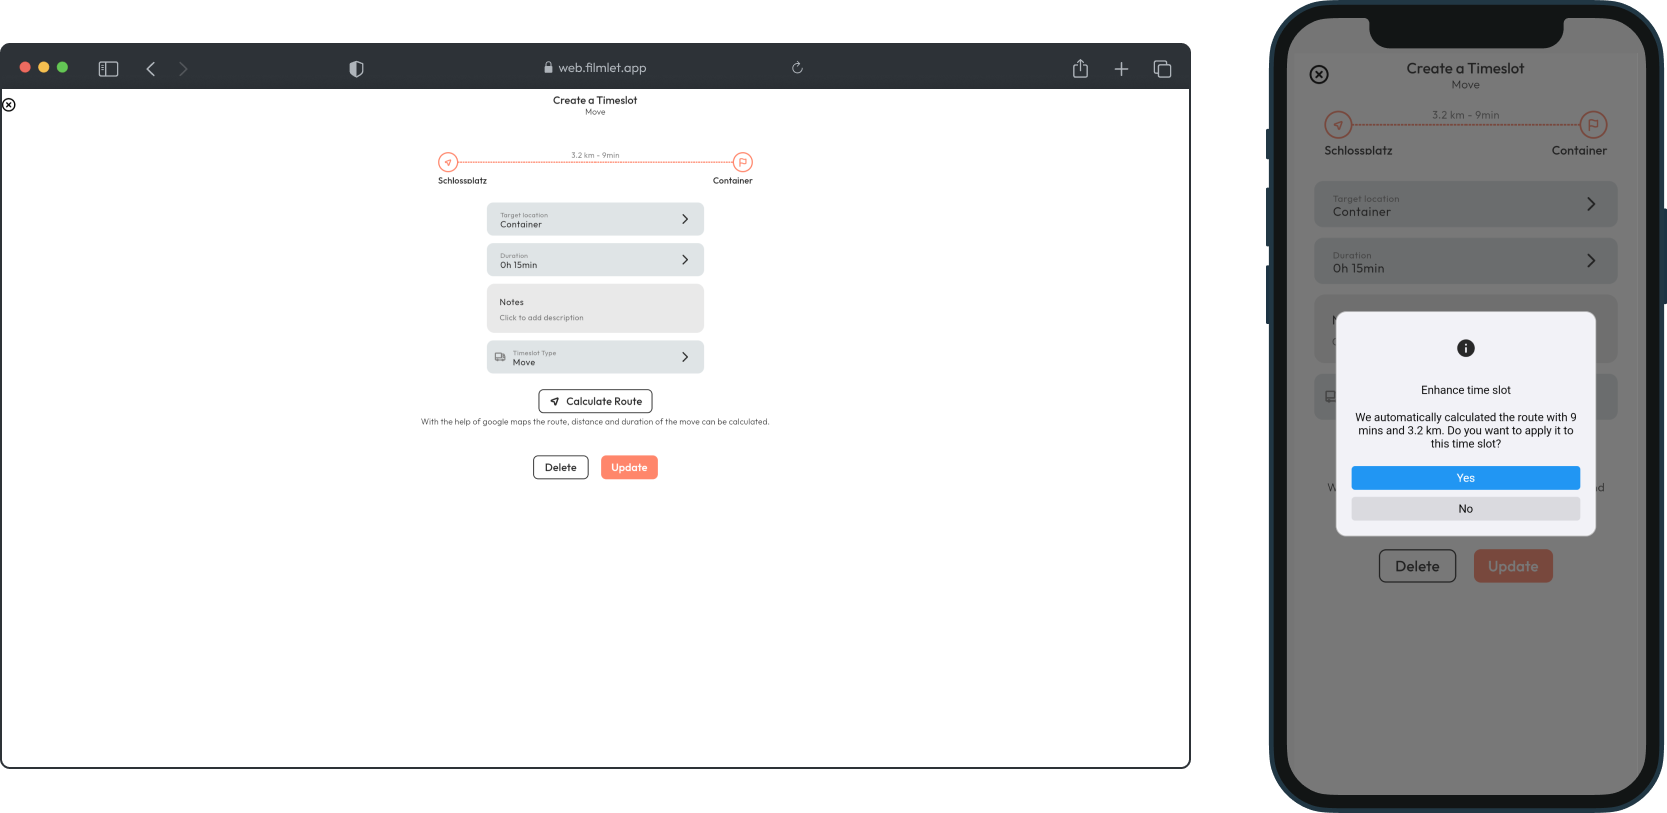 web.filmlet.app
Create a Timeslot
Move
3.2 km - 9min
Schlossplatz
Container
Target location
Container
Duration
0h 15min
Notes
Click to add description
Timeslot Type
Move
Calculate Route
With the help of google maps the route, distance and duration of the move can be calculated.
Delete
Update
Create a Timeslot
Move
3.2 km - 9min
Schlossplatz
Container
Target location
Container
Duration
0h 15min
Enhance time slot
We automatically calculated the route with 9
mins and 3.2 km. Do you want to apply it to
this time slot?
Yes
No
Delete
Update